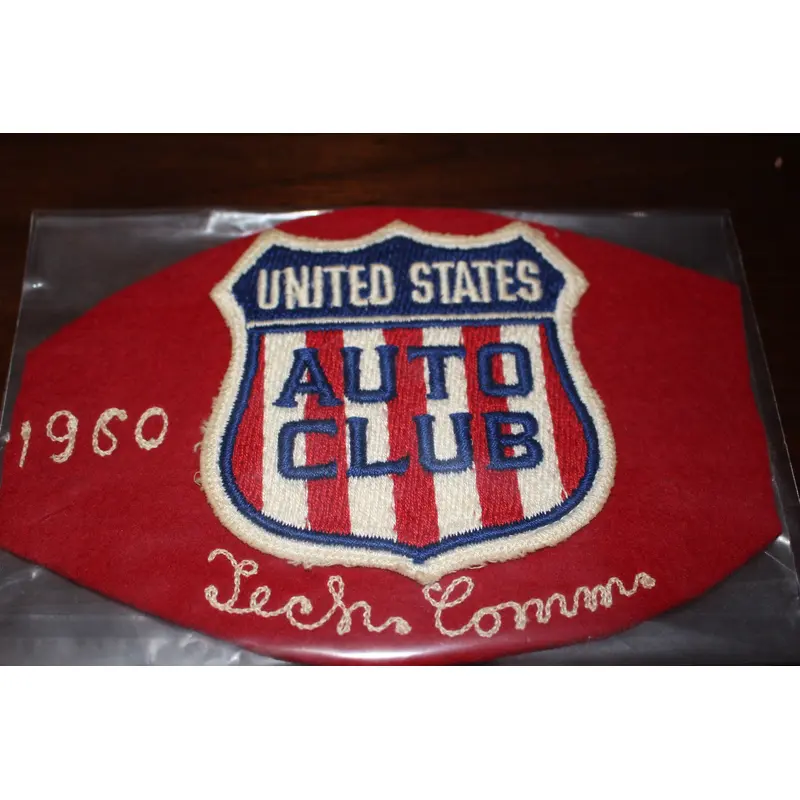 UNITED STATES
AUTO
CLUB
1960
Tech. Comm.